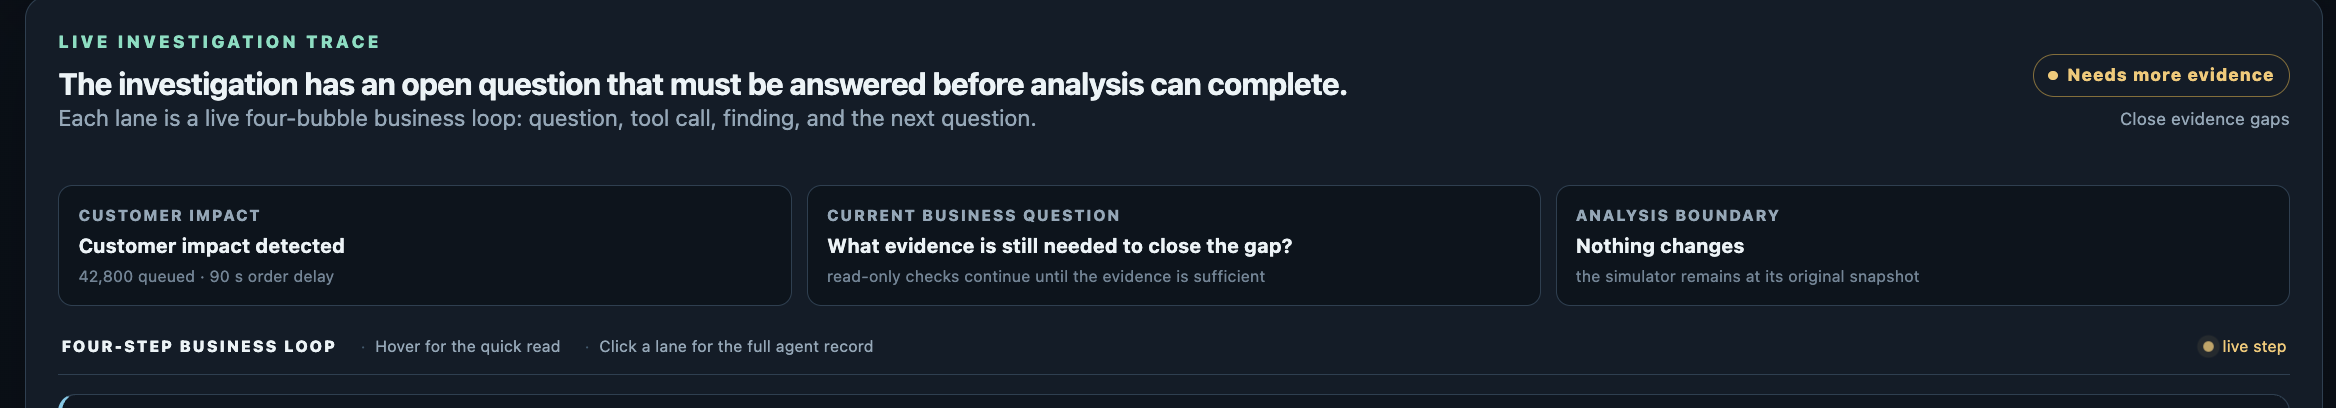 LIVE INVESTIGATION TRACE
The investigation has an open question that must be answered before analysis can complete.
Each lane is a live four-bubble business loop: question, tool call, finding, and the next question.
Needs more evidence
Close evidence gaps
CUSTOMER IMPACT
Customer impact detected
42,800 queued · 90 s order delay
CURRENT BUSINESS QUESTION
What evidence is still needed to close the gap?
read-only checks continue until the evidence is sufficient
ANALYSIS BOUNDARY
Nothing changes
the simulator remains at its original snapshot
FOUR-STEP BUSINESS LOOP · Hover for the quick read · Click a lane for the full agent record
live step